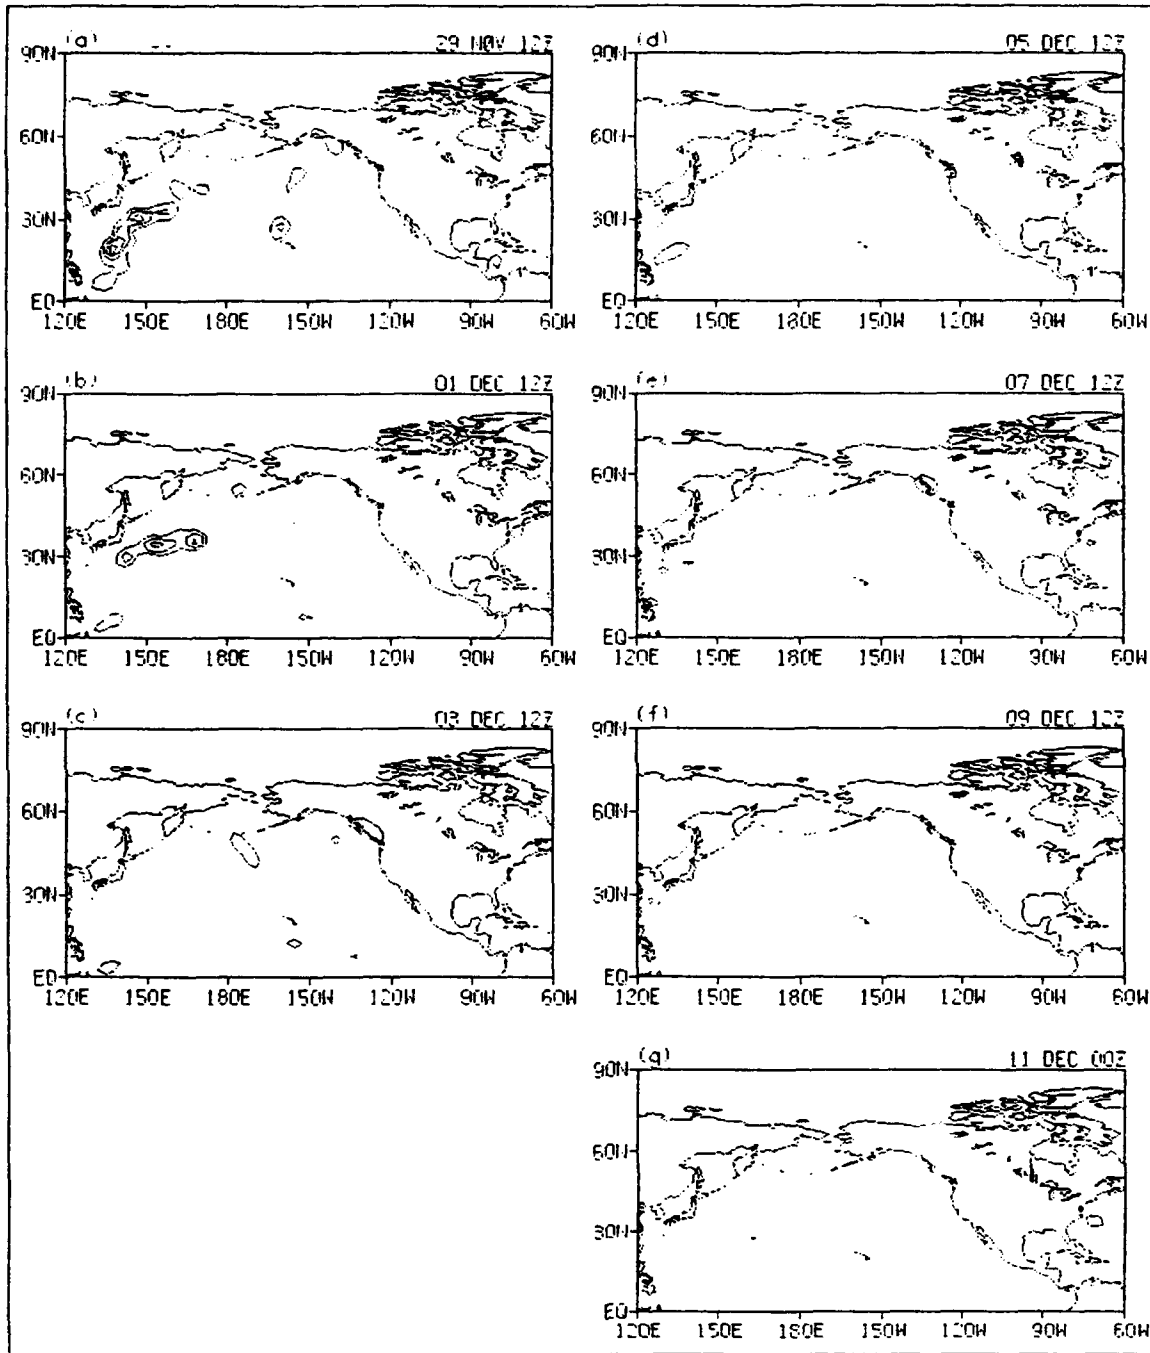 (a) 29 NOV 12Z
90N
60N
30N
EQ
120E 150E 180E 150W 120W 90W 60W
(b) 01 DEC 12Z
90N
60N
30N
EQ
120E 150E 180E 150W 120W 90W 60W
(c) 03 DEC 12Z
90N
60N
30N
EQ
120E 150E 180E 150W 120W 90W 60W
(d) 05 DEC 12Z
90N
60N
30N
EQ
120E 150E 180E 150W 120W 90W 60W
(e) 07 DEC 12Z
90N
60N
30N
EQ
120E 150E 180E 150W 120W 90W 60W
(f) 09 DEC 12Z
90N
60N
30N
EQ
120E 150E 180E 150W 120W 90W 60W
(g) 11 DEC 00Z
90N
60N
30N
EQ
120E 150E 180E 150W 120W 90W 60W